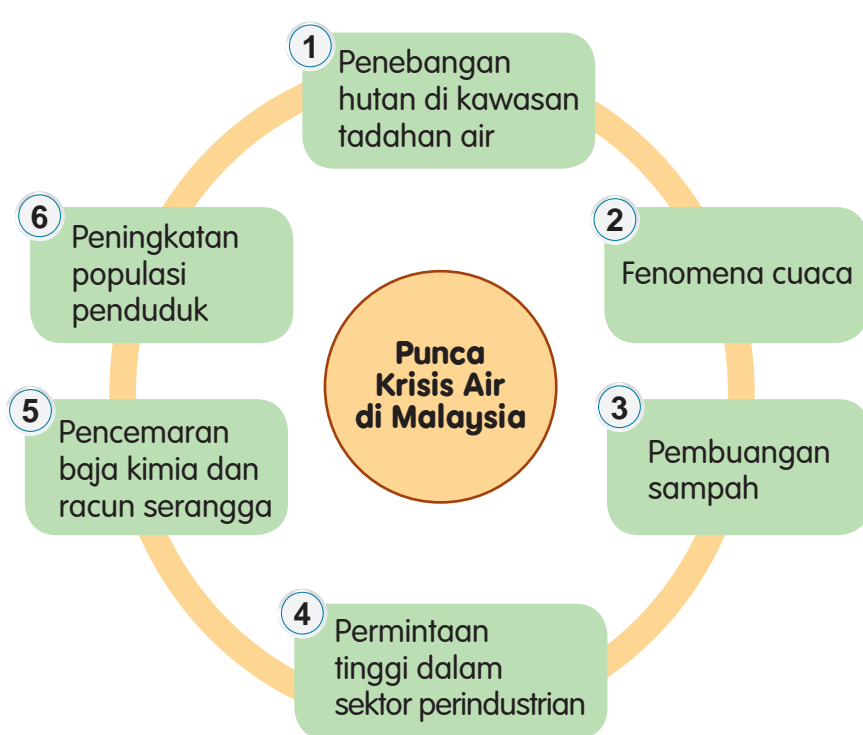 Punca
Krisis Air
di Malaysia
1
Penebangan
hutan di kawasan
tadahan air
2
Fenomena cuaca
3
Pembuangan
sampah
4
Permintaan
tinggi dalam
sektor perindustrian
5
Pencemaran
baja kimia dan
racun serangga
6
Peningkatan
populasi
penduduk